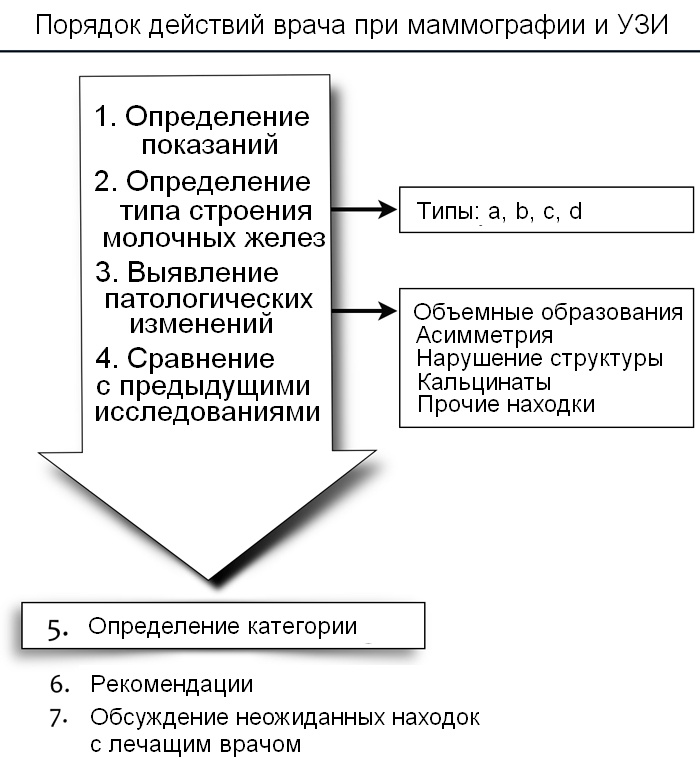 Порядок действий врача при маммографии и УЗИ
1. Определение
показаний
2. Определение
типа строения
молочных желез
Типы: a, b, c, d
3. Выявление
патологических
изменений
Объемные образования
Асимметрия
Нарушение структуры
Кальцинаты
Прочие находки
4. Сравнение
с предыдущими
исследованиями
5. Определение категории
6. Рекомендации
7. Обсуждение неожиданных находок
с лечащим врачом